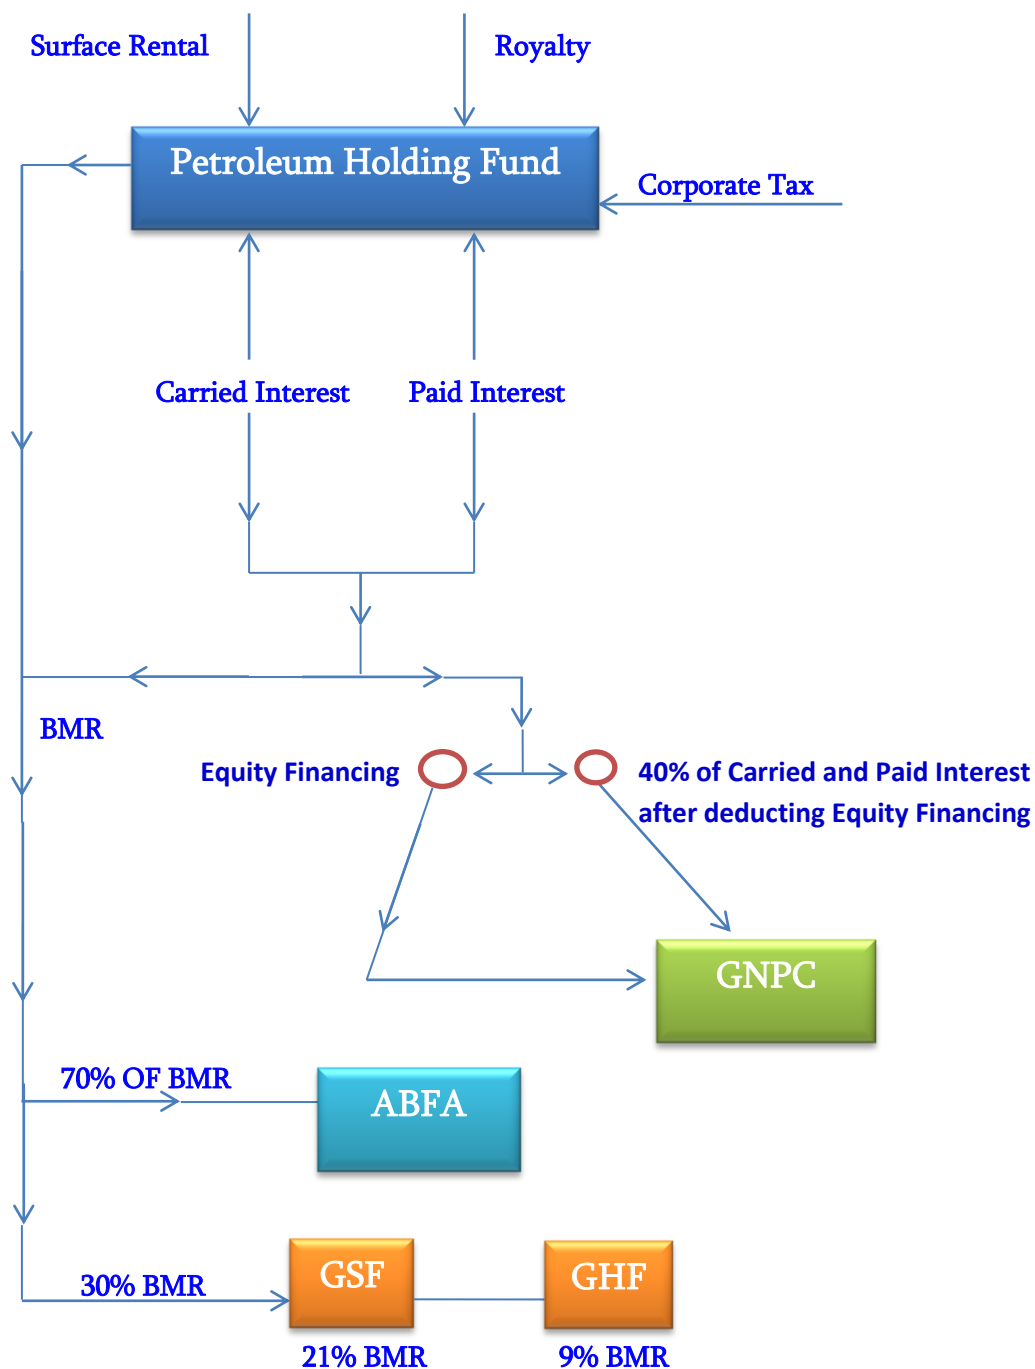 Surface Rental
Royalty
Petroleum Holding Fund
Corporate Tax
Carried Interest
Paid Interest
BMR
Equity Financing
40% of Carried and Paid Interest
after deducting Equity Financing
GNPC
70% OF BMR
ABFA
30% BMR
GSF
GHF
21% BMR
9% BMR